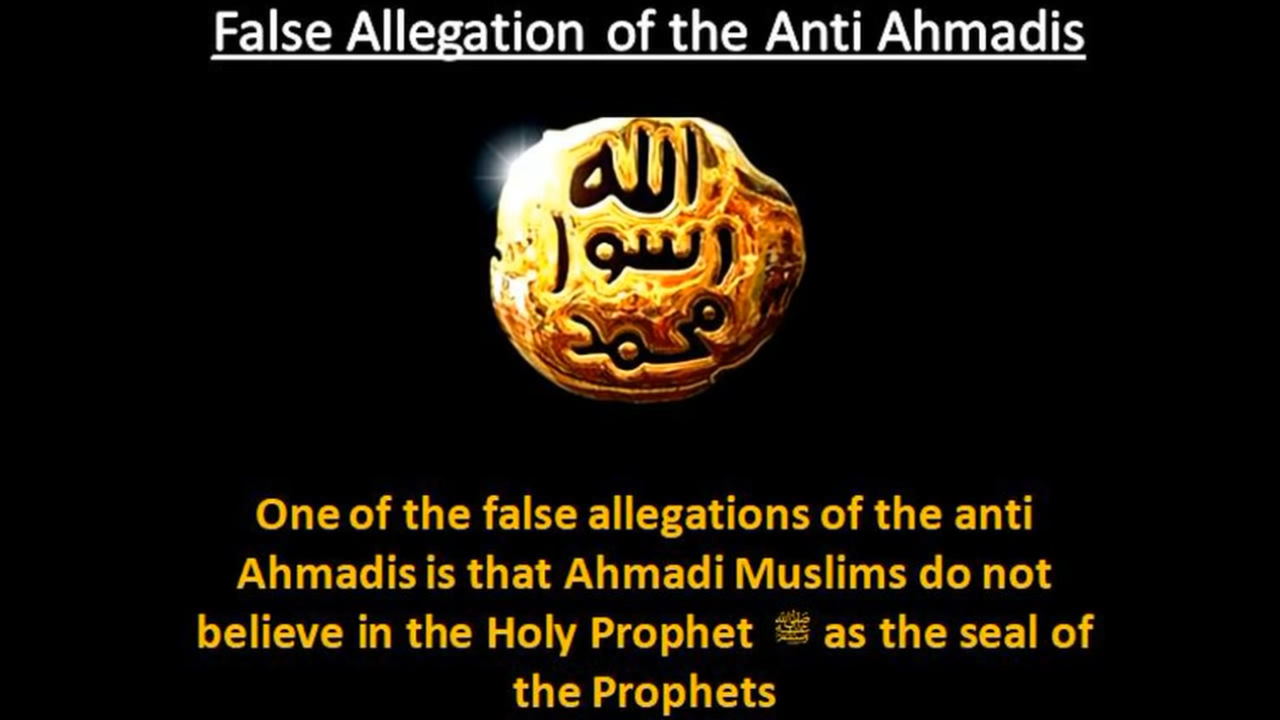 False Allegation of the Anti Ahmadis
الله
رسوا
محمد
One of the false allegations of the anti
Ahmadis is that Ahmadi Muslims do not
believe in the Holy Prophet ﷺ as the seal of
the Prophets